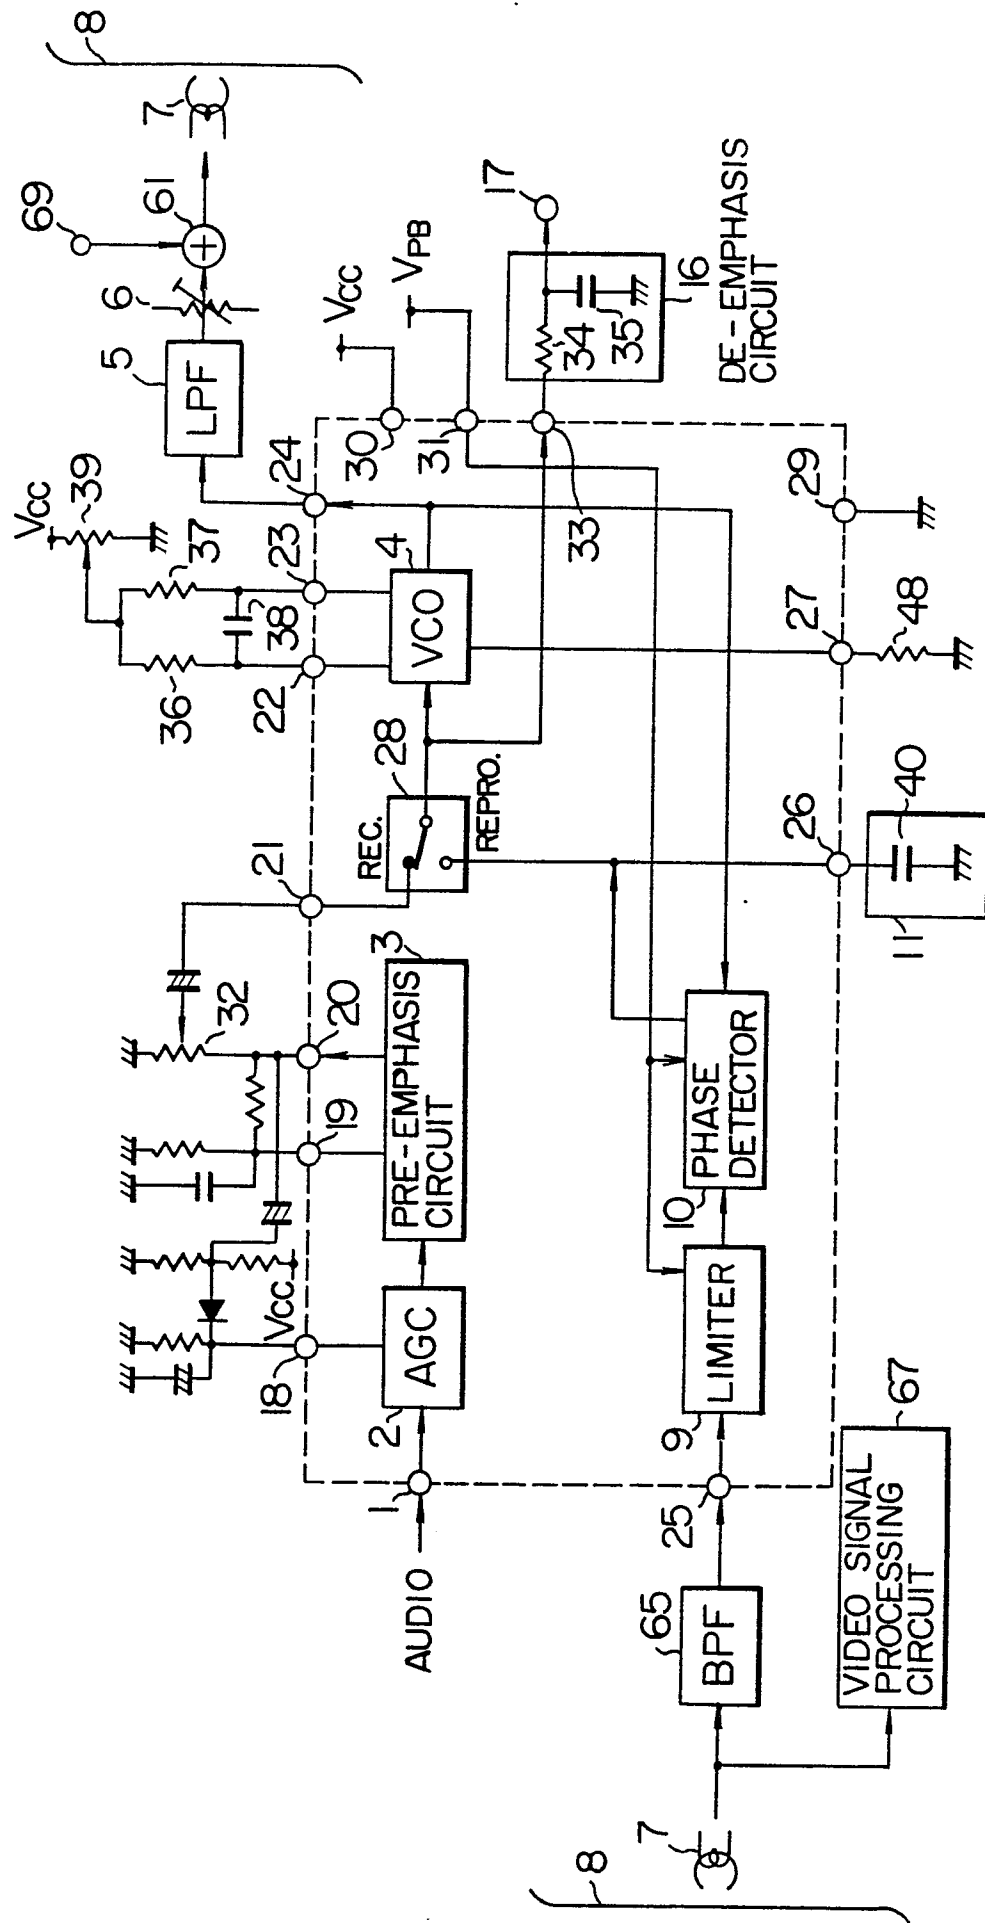 8
7
69
61
6
5
LPF
VCC
39
37
36
38
22
23
24
4
VCO
VCC
30
VPB
31
17
34
35
16
DE-EMPHASIS
CIRCUIT
33
21
28
REC.
REPRO.
32
20
19
3
PRE-EMPHASIS
CIRCUIT
VCC
18
2
AGC
1
AUDIO
29
27
48
26
40
11
10
PHASE
DETECTOR
9
LIMITER
25
65
BPF
67
VIDEO SIGNAL
PROCESSING
CIRCUIT
7
8